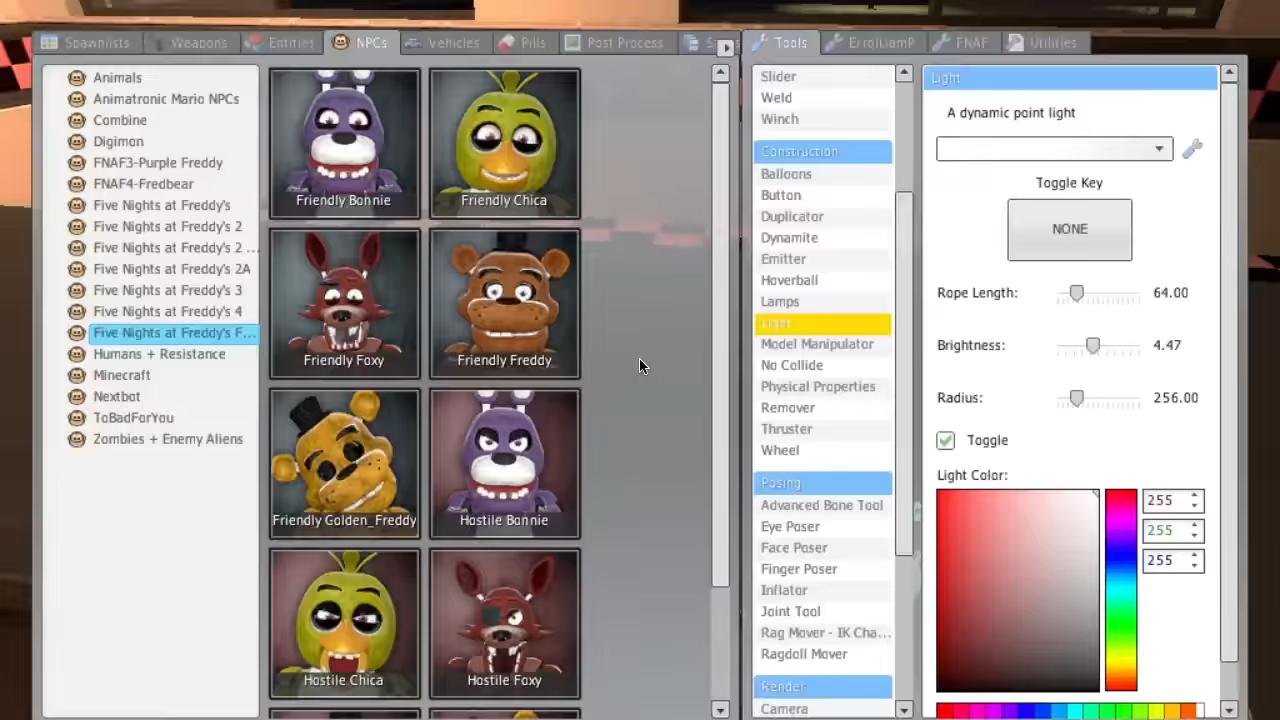 Spawnlists
Weapons
Entities
NPCs
Vehicles
Pills
Post Process
Tools
ErrolLiamP
FNAF
Utilities
Animals
Animatronic Mario NPCs
Combine
Digimon
FNAF3-Purple Freddy
FNAF4-Fredbear
Five Nights at Freddy's
Five Nights at Freddy's 2
Five Nights at Freddy's 2 ...
Five Nights at Freddy's 2A
Five Nights at Freddy's 3
Five Nights at Freddy's 4
Five Nights at Freddy's F...
Humans + Resistance
Minecraft
Nextbot
ToBadForYou
Zombies + Enemy Aliens
Friendly Bonnie
Friendly Chica
Friendly Foxy
Friendly Freddy
Friendly Golden_Freddy
Hostile Bonnie
Hostile Chica
Hostile Foxy
Slider
Weld
Winch
Construction
Balloons
Button
Duplicator
Dynamite
Emitter
Hoverball
Lamps
Light
Model Manipulator
No Collide
Physical Properties
Remover
Thruster
Wheel
Posing
Advanced Bone Tool
Eye Poser
Face Poser
Finger Poser
Inflator
Joint Tool
Rag Mover - IK Cha...
Ragdoll Mover
Render
Camera
Light
A dynamic point light
Toggle Key
NONE
Rope Length: 64.00
Brightness: 4.47
Radius: 256.00
Toggle
Light Color:
255
255
255